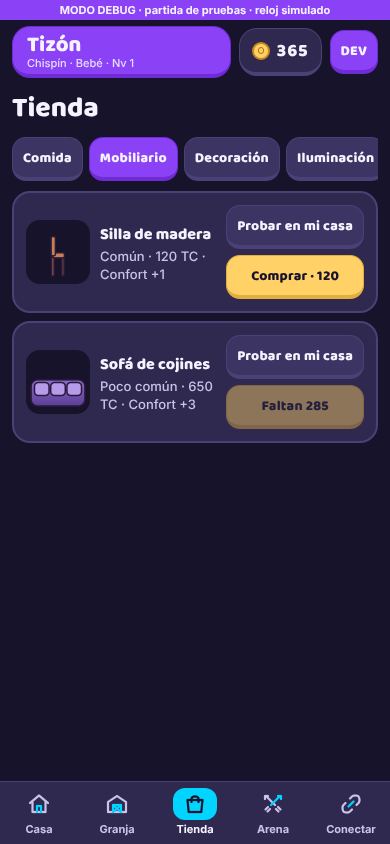 MODO DEBUG · partida de pruebas · reloj simulado
Tizón
Chispín · Bebé · Nv 1
365
DEV
Tienda
Comida
Mobiliario
Decoración
Iluminación
Silla de madera
Común · 120 TC ·
Confort +1
Probar en mi casa
Comprar · 120
Sofá de cojines
Poco común · 650
TC · Confort +3
Probar en mi casa
Faltan 285
Casa
Granja
Tienda
Arena
Conectar